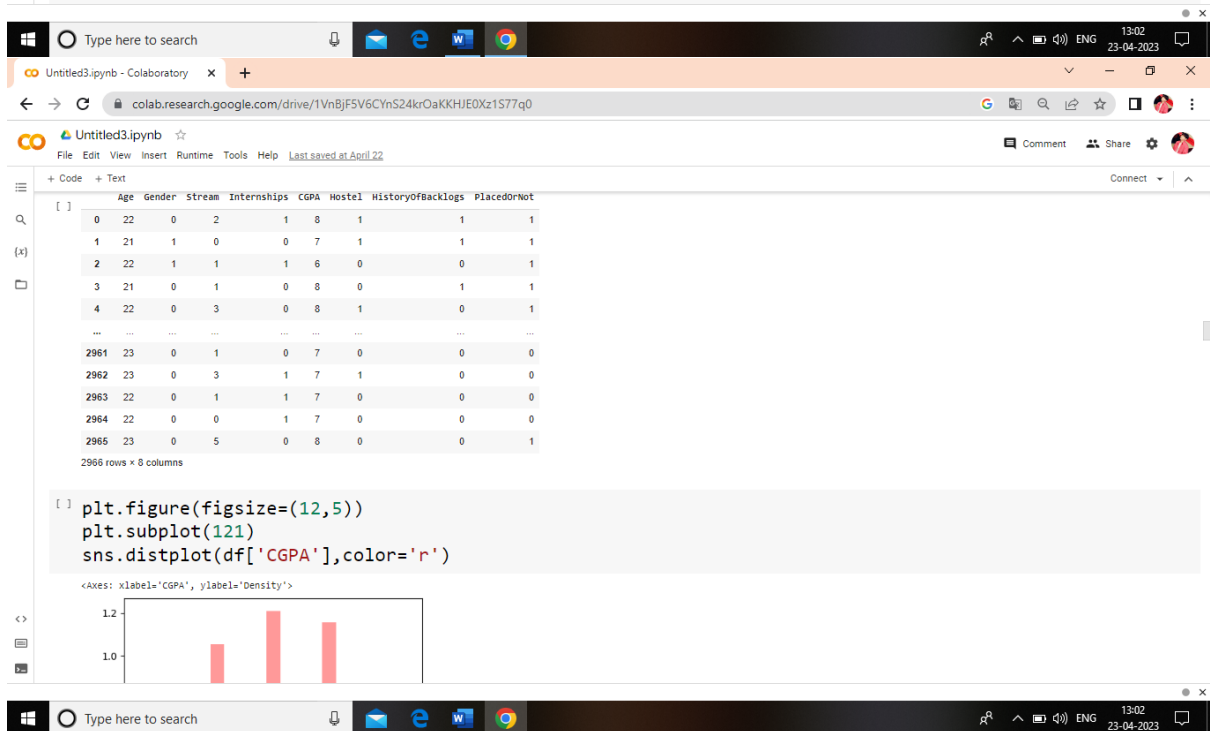 Type here to search
ENG
13:02
23-04-2023
Untitled3.ipynb - Colaboratory
colab.research.google.com/drive/1VnBjF5V6CYnS24krOaKKHJE0Xz1S77q0
Untitled3.ipynb
Comment Share
File Edit View Insert Runtime Tools Help Last saved at April 22
+ Code + Text
Connect
[ ]
Age Gender Stream Internships CGPA Hostel HistoryOfBacklogs PlacedOrNot
0 22 0 2 1 8 1 1 1
1 21 1 0 0 7 1 1 1
2 22 1 1 1 6 0 0 1
3 21 0 1 0 8 0 1 1
4 22 0 3 0 8 1 0 1
... ... ... ... ... ... ... ... ...
2961 23 0 1 0 7 0 0 0
2962 23 0 3 1 7 1 0 0
2963 22 0 1 1 7 0 0 0
2964 22 0 0 1 7 0 0 0
2965 23 0 5 0 8 0 0 1
2966 rows × 8 columns
[ ] plt.figure(figsize=(12,5))
plt.subplot(121)
sns.distplot(df['CGPA'],color='r')
<Axes: xlabel='CGPA', ylabel='Density'>
1.2
1.0
Type here to search
ENG
13:02
23-04-2023